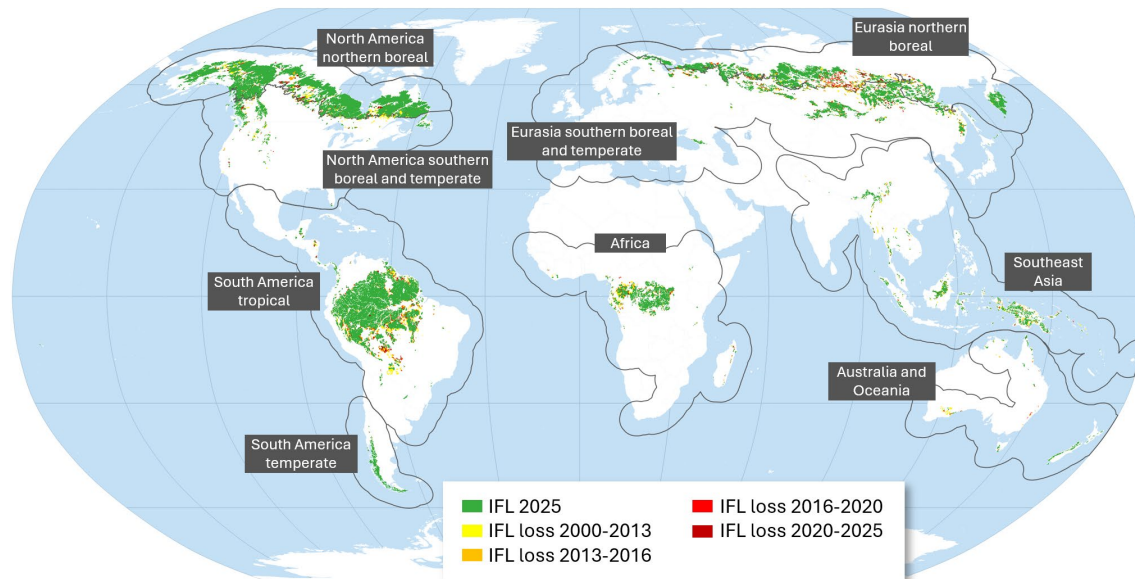 North America
northern boreal
Eurasia northern
boreal
Eurasia southern boreal
and temperate
North America southern
boreal and temperate
Africa
South America
tropical
Southeast
Asia
Australia and
Oceania
South America
temperate
IFL 2025
IFL loss 2000-2013
IFL loss 2013-2016
IFL loss 2016-2020
IFL loss 2020-2025